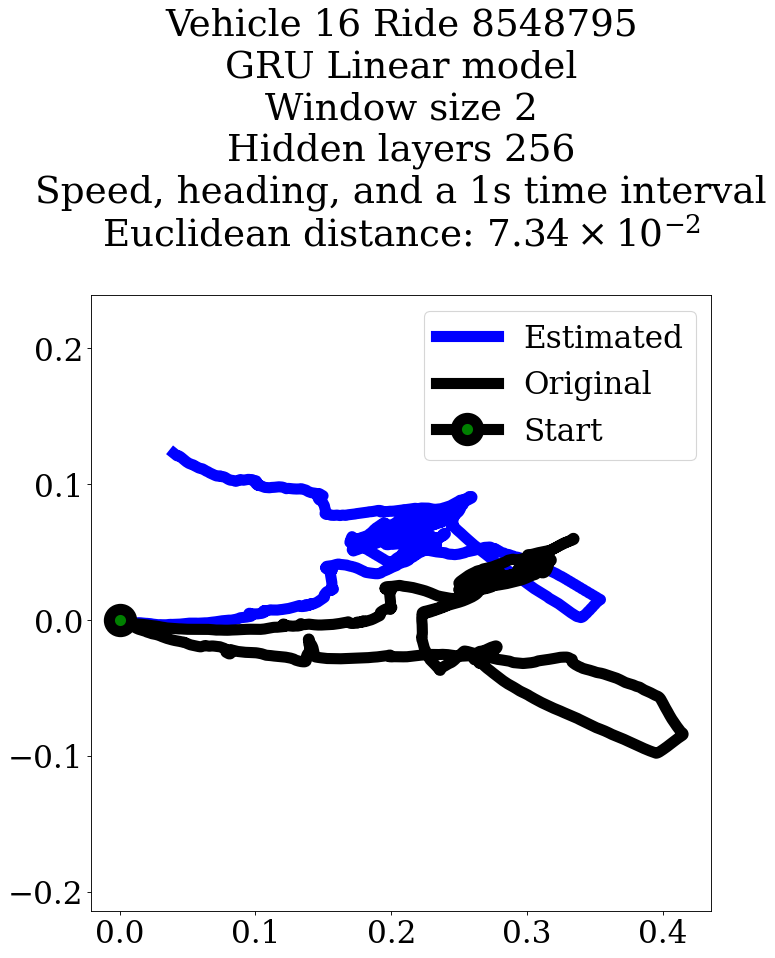 Vehicle 16 Ride 8548795
GRU Linear model
Window size 2
Hidden layers 256
Speed, heading, and a 1s time interval
Euclidean distance: 7.34 × 10⁻²
Estimated
Original
Start
0.2
0.1
0.0
−0.1
−0.2
0.0 0.1 0.2 0.3 0.4